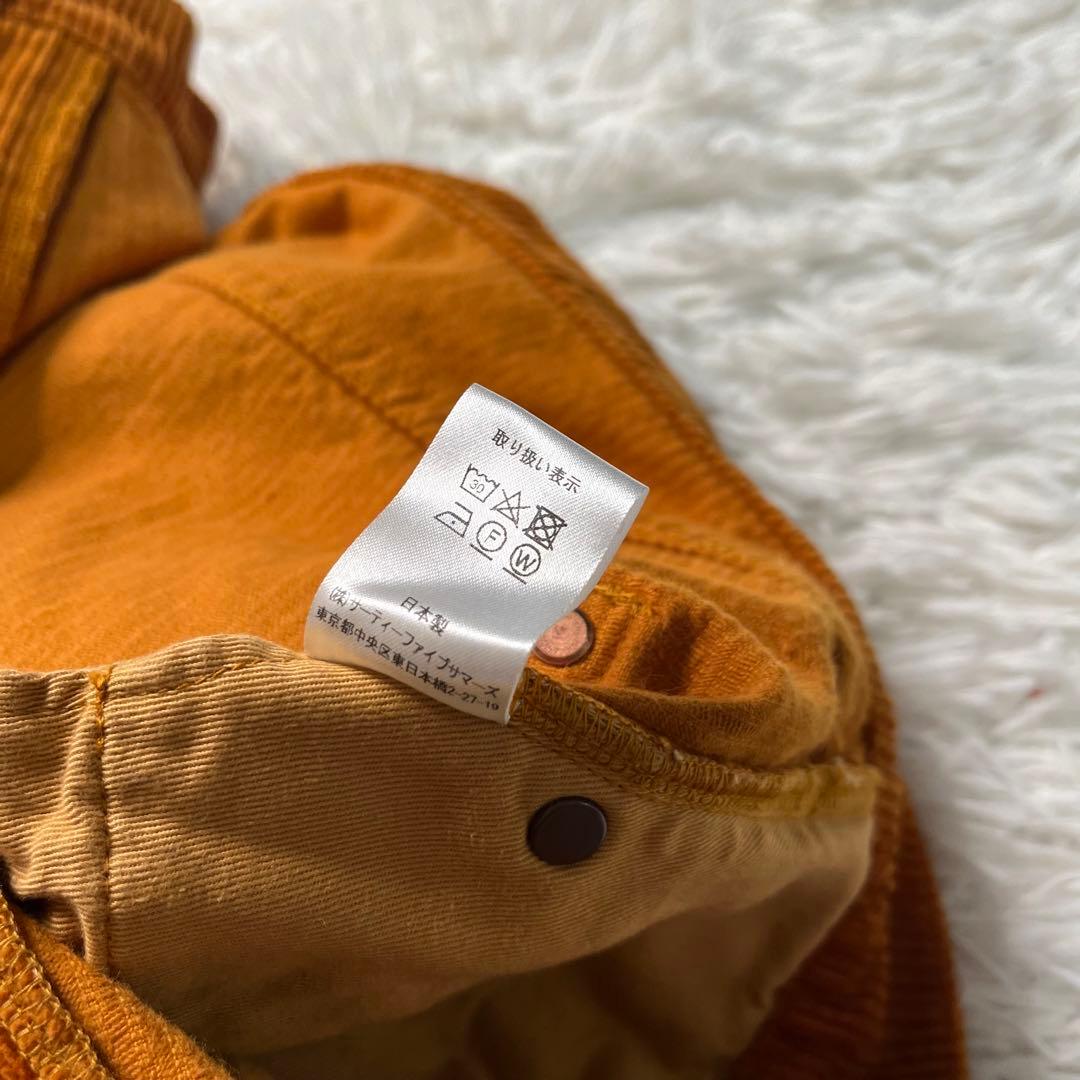 取り扱い表示
30
F W
日本製
(株)サーティーファイブサマーズ
東京都中央区東日本橋2-27-19